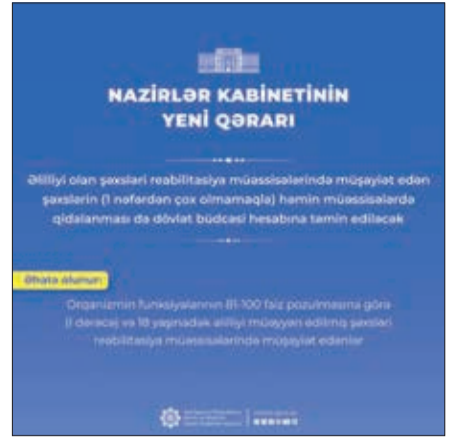 NAZİRLƏR KABİNETİNİN
YENİ QƏRARI
Əlilliyi olan şəxsləri reabilitasiya müəssisələrində müşayiət edən
şəxslərin (1 nəfərdən çox olmamaqla) həmin müəssisələrdə
qidalanması da dövlət büdcəsi hesabına təmin ediləcək
Əhatə olunur:
Orqanizmin funksiyalarının 81-100 faiz pozulmasına görə
(I dərəcə) və 18 yaşınadək əlilliyi müəyyən edilmiş şəxsləri
reabilitasiya müəssisələrində müşayiət edənlər